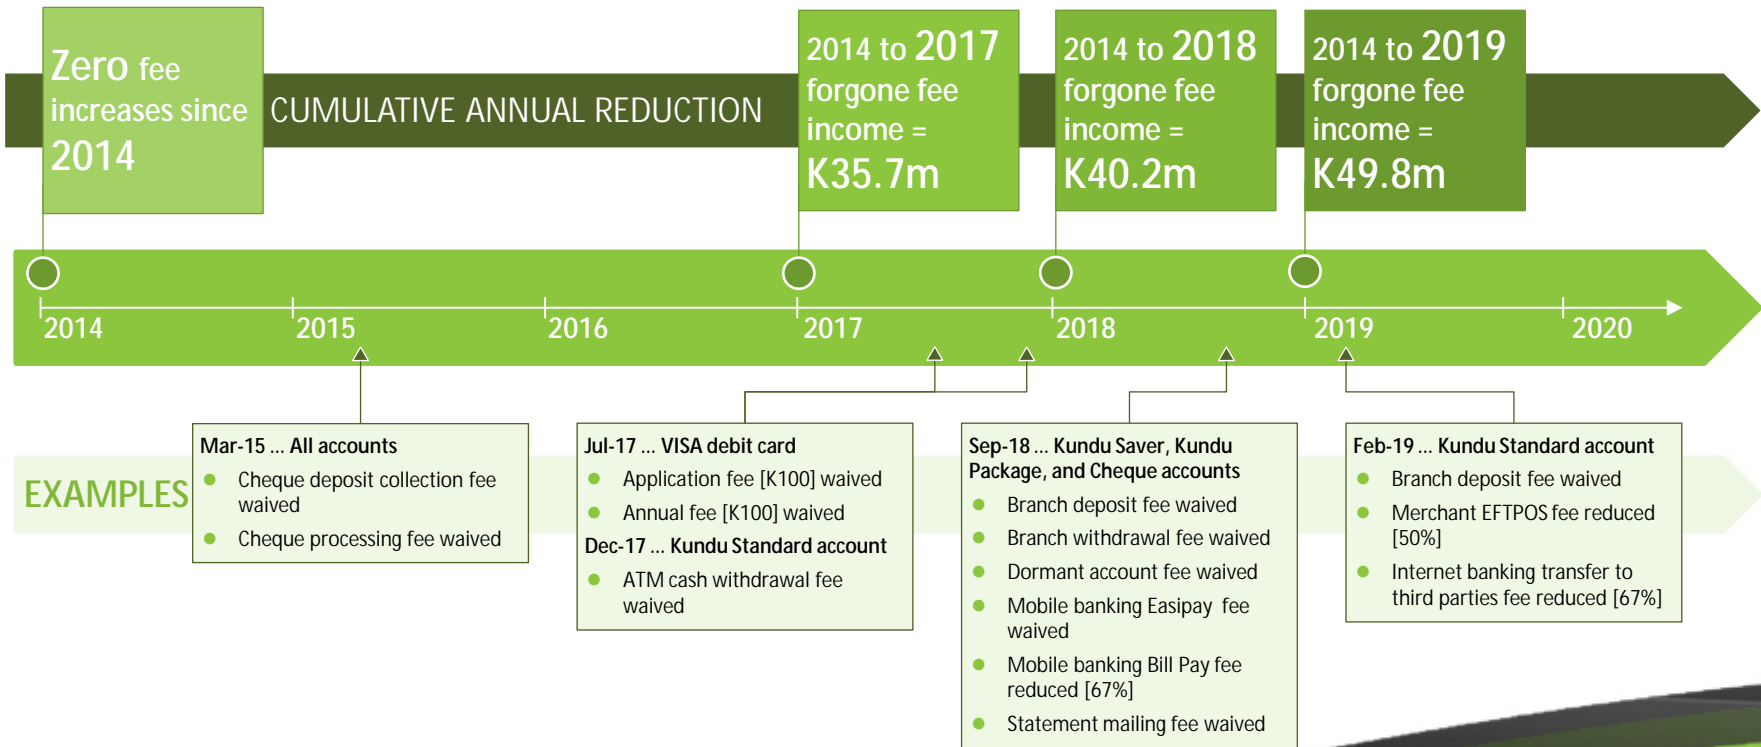 Zero fee
increases since
2014
CUMULATIVE ANNUAL REDUCTION
2014 to 2017
forgone fee
income =
K35.7m
2014 to 2018
forgone fee
income =
K40.2m
2014 to 2019
forgone fee
income =
K49.8m
2014
2015
2016
2017
2018
2019
2020
EXAMPLES
Mar-15 ... All accounts
Cheque deposit collection fee
waived
Cheque processing fee waived
Jul-17 ... VISA debit card
Application fee [K100] waived
Annual fee [K100] waived
Dec-17 ... Kundu Standard account
ATM cash withdrawal fee
waived
Sep-18 ... Kundu Saver, Kundu
Package, and Cheque accounts
Branch deposit fee waived
Branch withdrawal fee waived
Dormant account fee waived
Mobile banking Easipay fee
waived
Mobile banking Bill Pay fee
reduced [67%]
Statement mailing fee waived
Feb-19 ... Kundu Standard account
Branch deposit fee waived
Merchant EFTPOS fee reduced
[50%]
Internet banking transfer to
third parties fee reduced [67%]